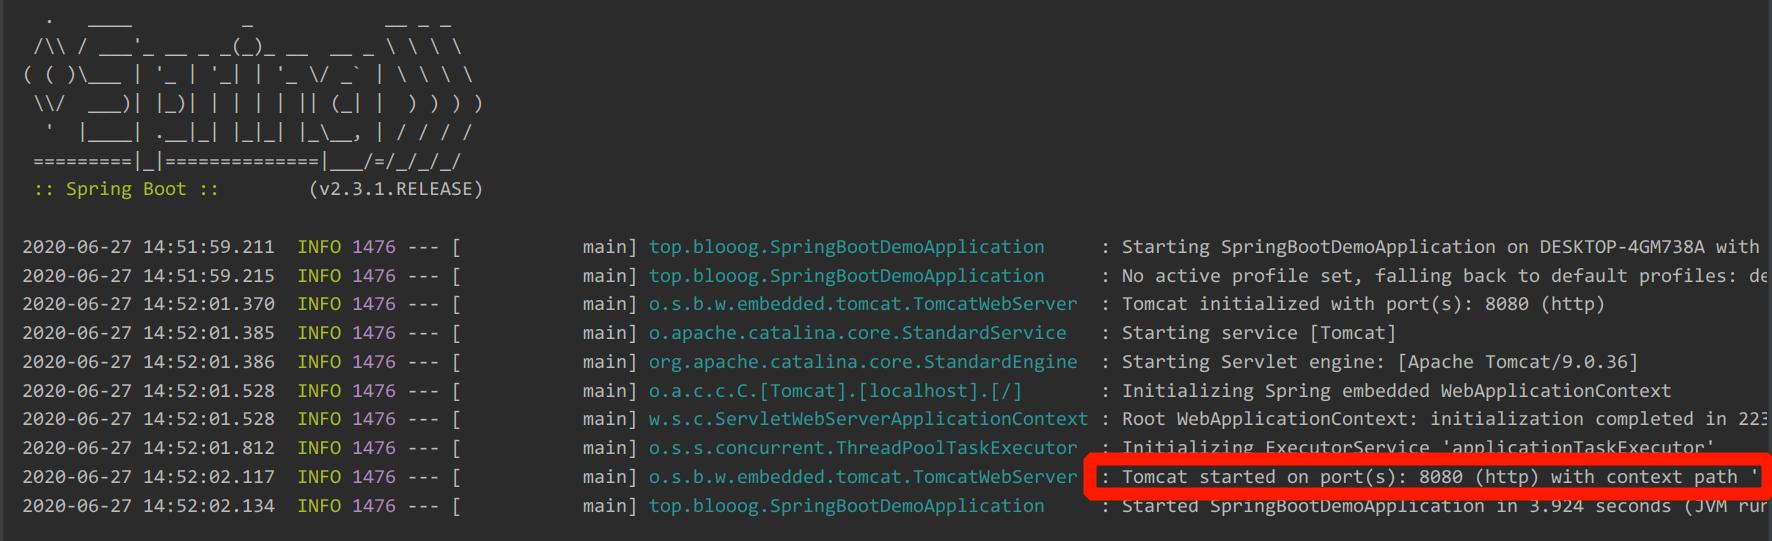 .   ____          _            __ _ _
 /\\ / ___'_ __ _ _(_)_ __  __ _ \ \ \ \
( ( )\___ | '_ | '_| | '_ \/ _` | \ \ \ \
 \\/  ___)| |_)| | | | | || (_| |  ) ) ) )
  '  |____| .__|_| |_|_| |_\__, | / / / /
 =========|_|==============|___/=/_/_/_/
 :: Spring Boot ::        (v2.3.1.RELEASE)
2020-06-27 14:51:59.211  INFO 1476 --- [           main] top.blooog.SpringBootDemoApplication     : Starting SpringBootDemoApplication on DESKTOP-4GM738A with
2020-06-27 14:51:59.215  INFO 1476 --- [           main] top.blooog.SpringBootDemoApplication     : No active profile set, falling back to default profiles: de
2020-06-27 14:52:01.370  INFO 1476 --- [           main] o.s.b.w.embedded.tomcat.TomcatWebServer  : Tomcat initialized with port(s): 8080 (http)
2020-06-27 14:52:01.385  INFO 1476 --- [           main] o.apache.catalina.core.StandardService   : Starting service [Tomcat]
2020-06-27 14:52:01.386  INFO 1476 --- [           main] org.apache.catalina.core.StandardEngine  : Starting Servlet engine: [Apache Tomcat/9.0.36]
2020-06-27 14:52:01.528  INFO 1476 --- [           main] o.a.c.c.C.[Tomcat].[localhost].[/]       : Initializing Spring embedded WebApplicationContext
2020-06-27 14:52:01.528  INFO 1476 --- [           main] w.s.c.ServletWebServerApplicationContext : Root WebApplicationContext: initialization completed in 223
2020-06-27 14:52:01.812  INFO 1476 --- [           main] o.s.s.concurrent.ThreadPoolTaskExecutor  : Initializing ExecutorService 'applicationTaskExecutor'
2020-06-27 14:52:02.117  INFO 1476 --- [           main] o.s.b.w.embedded.tomcat.TomcatWebServer  : Tomcat started on port(s): 8080 (http) with context path '
2020-06-27 14:52:02.134  INFO 1476 --- [           main] top.blooog.SpringBootDemoApplication     : Started SpringBootDemoApplication in 3.924 seconds (JVM run